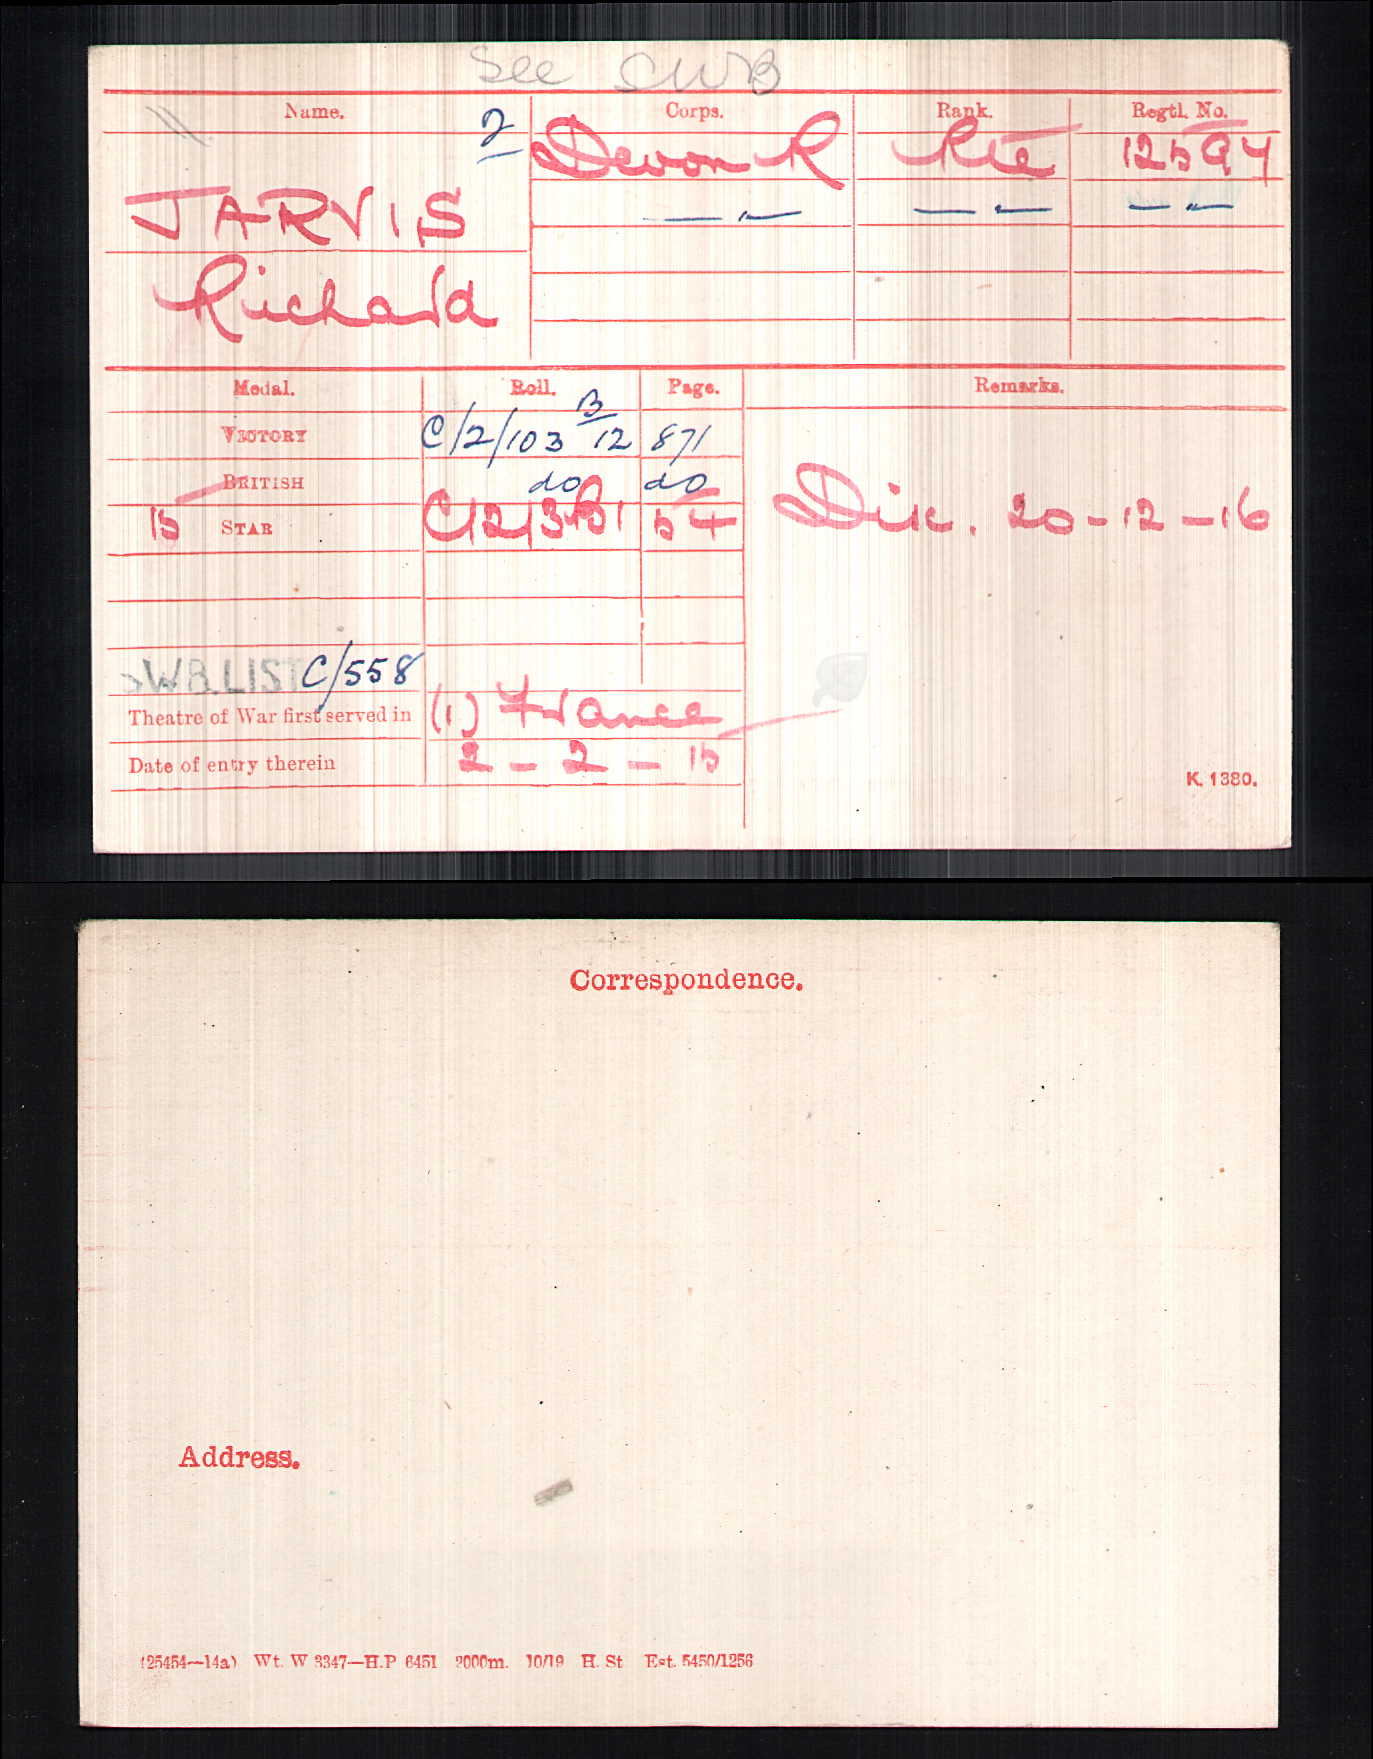 See SWB
Name. Corps. Rank. Regtl. No.
2 Devon R Pte 12594
JARVIS — " — — " — — " —
Richard
Medal. Roll. Page. Remarks.
VICTORY C/2/103 B 12 871
BRITISH do do
15 STAR C/2/3B1 54 Dis. 20-12-16
SWB LIST C/558
Theatre of War first served in (1) France
Date of entry therein 2 - 2 - 15
K. 1380.
Correspondence.
Address.
(25454—14a) Wt. W 3347—H.P 6451 2000m. 10/19 H. St Est. 5450/1256